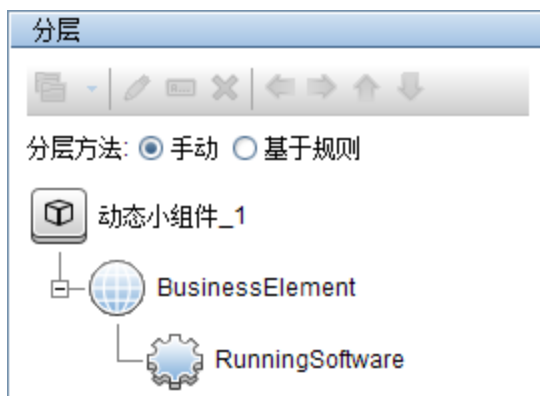 分层
分层方法: 手动 基于规则
动态小组件_1
BusinessElement
RunningSoftware